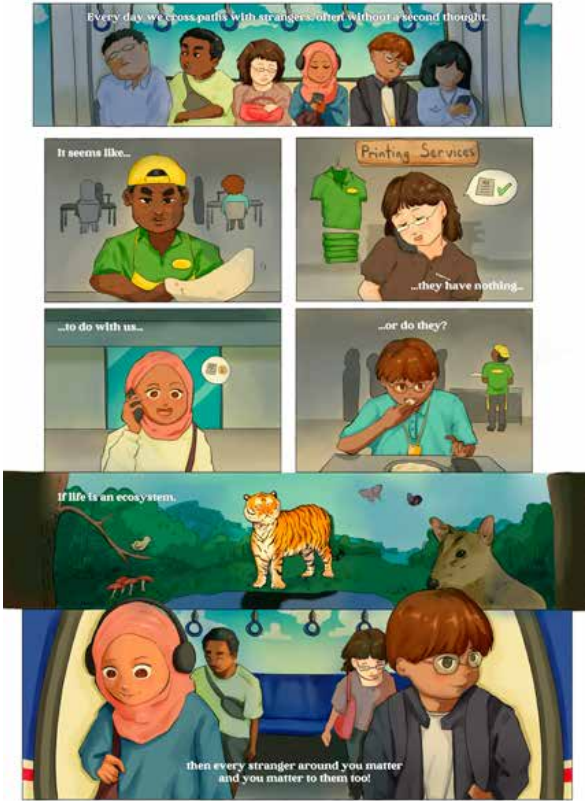 Every day we cross paths with strangers, often without a second thought.
It seems like...
Printing Services
...they have nothing...
...to do with us...
...or do they?
If life is an ecosystem,
then every stranger around you matter
and you matter to them too!